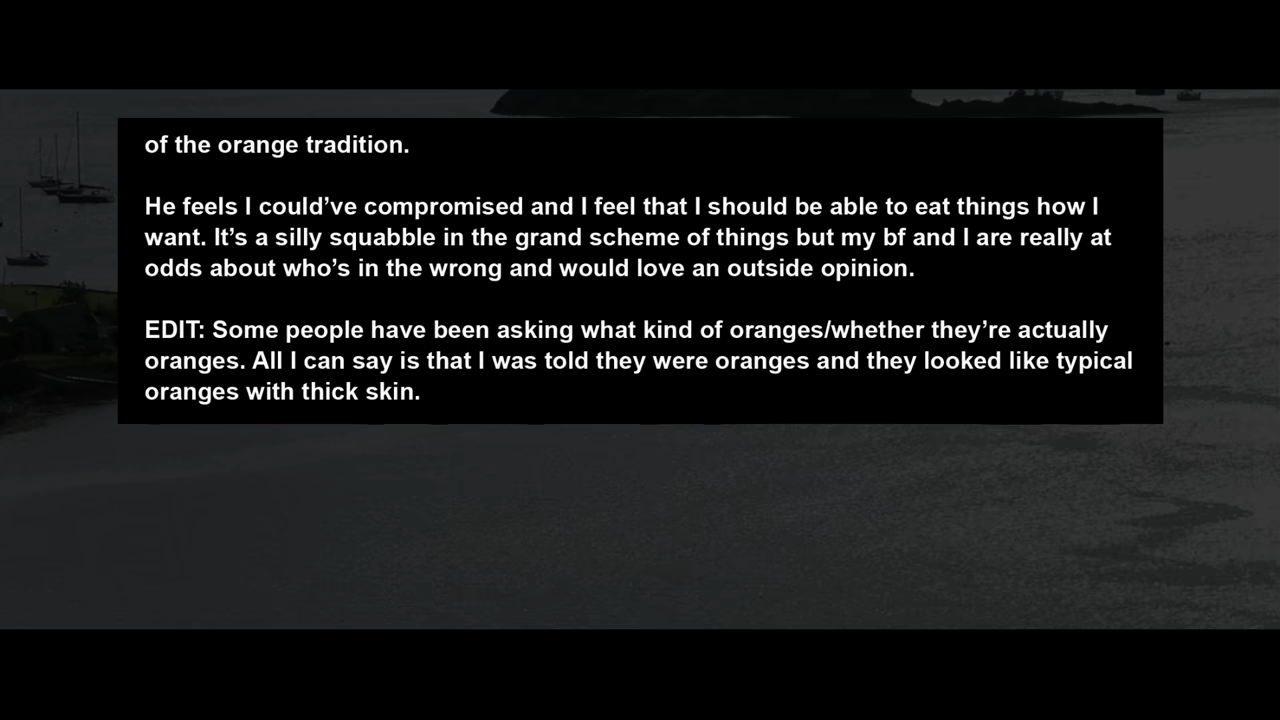 of the orange tradition.
He feels I could’ve compromised and I feel that I should be able to eat things how I
want. It’s a silly squabble in the grand scheme of things but my bf and I are really at
odds about who’s in the wrong and would love an outside opinion.
EDIT: Some people have been asking what kind of oranges/whether they’re actually
oranges. All I can say is that I was told they were oranges and they looked like typical
oranges with thick skin.